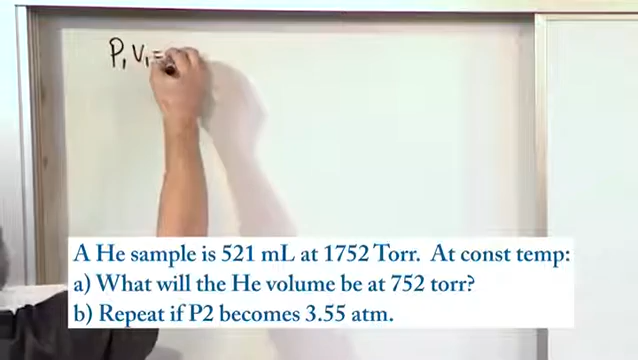 P₁V₁=
A He sample is 521 mL at 1752 Torr. At const temp:
a) What will the He volume be at 752 torr?
b) Repeat if P2 becomes 3.55 atm.